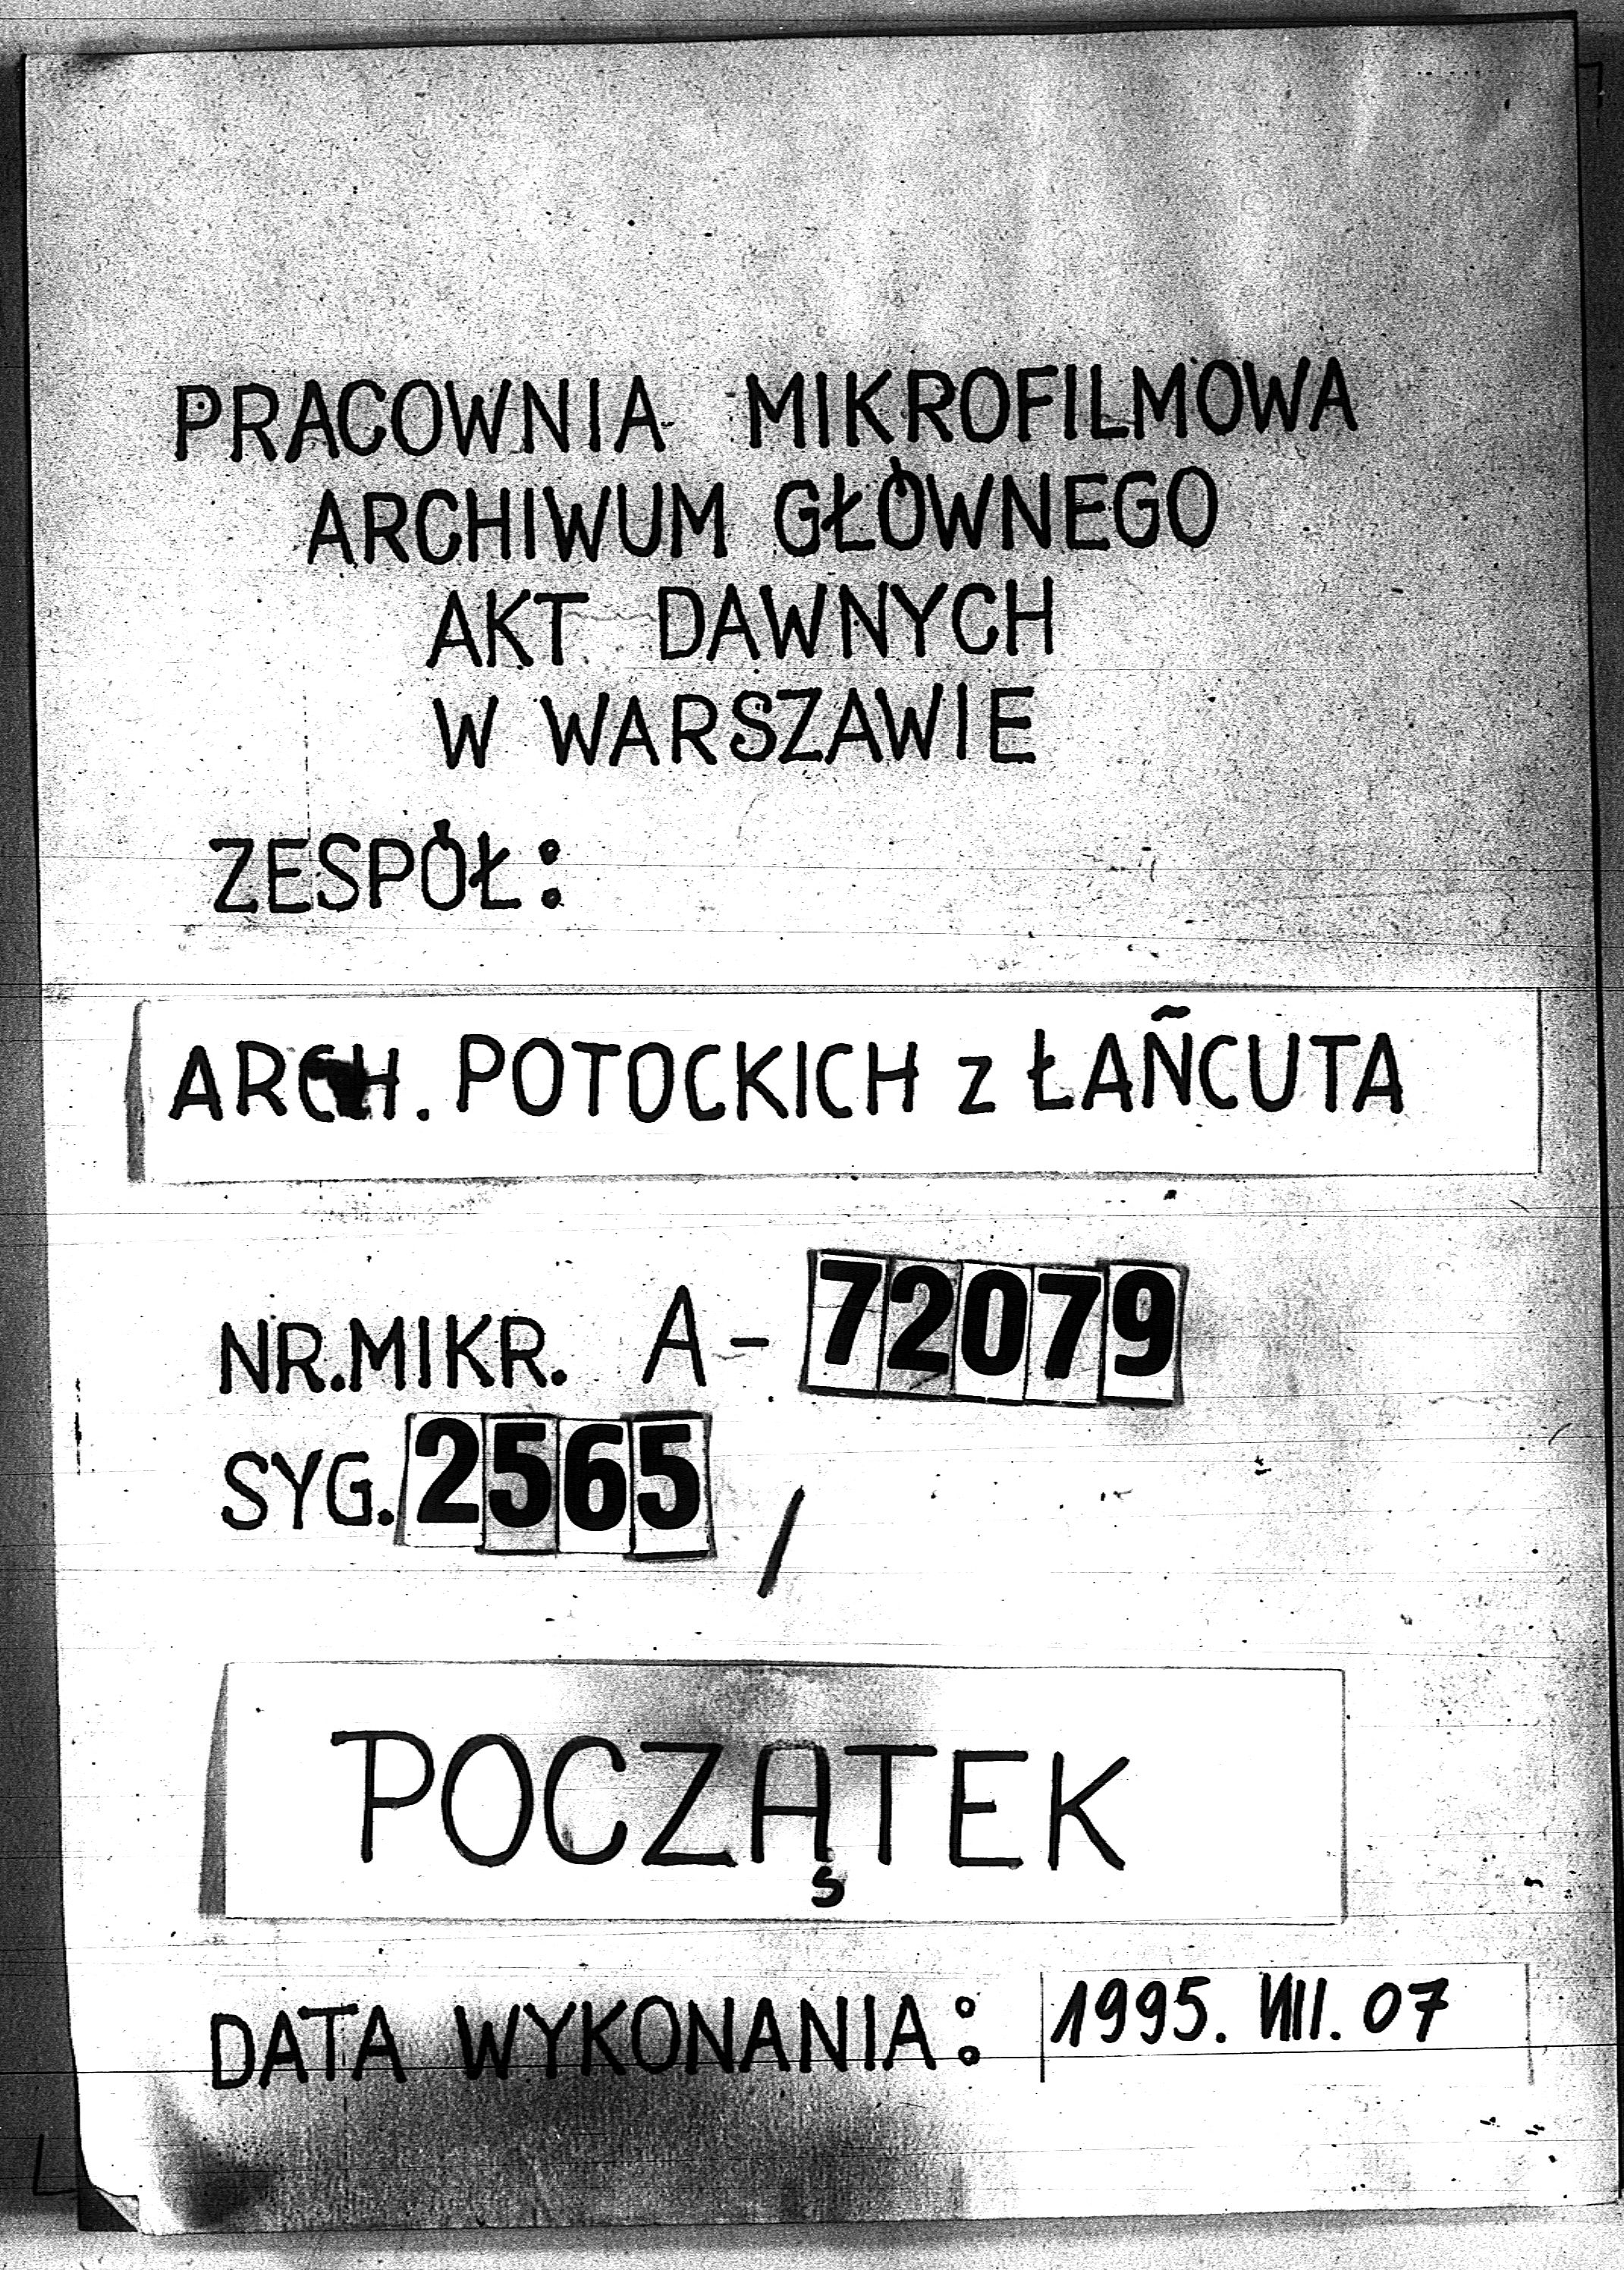 PRACOWNIA MIKROFILMOWA
ARCHIWUM GŁÓWNEGO
AKT DAWNYCH
W WARSZAWIE
ZESPÓŁ:
ARCH. POTOCKICH z ŁAŃCUTA
NR.MIKR. A-72079
SYG. 2565 /
POCZĄTEK
DATA WYKONANIA: 1995. VIII. 07